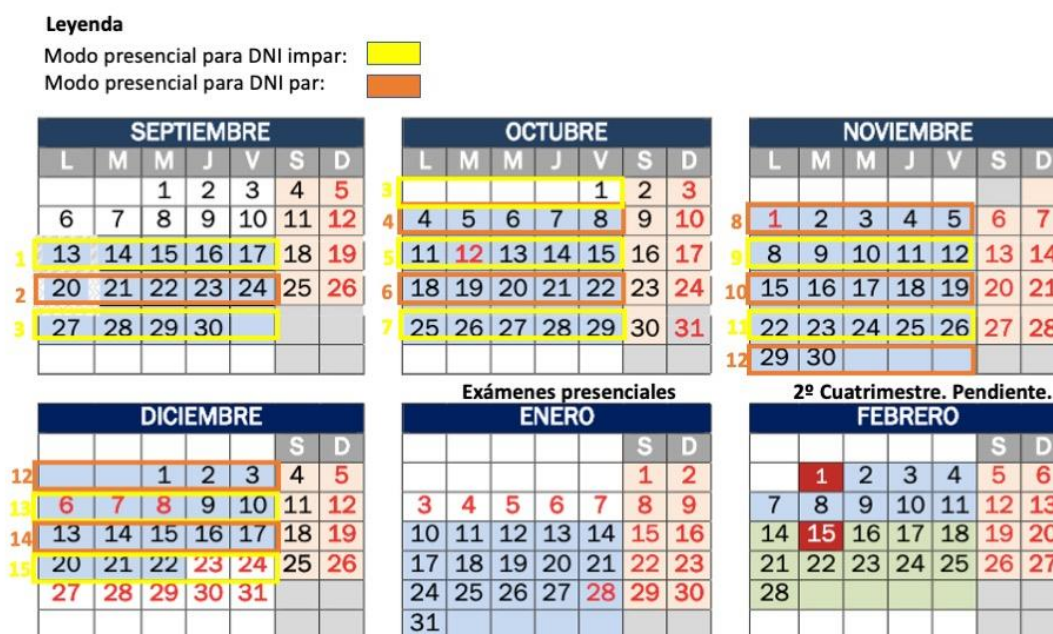 Leyenda
Modo presencial para DNI impar:
Modo presencial para DNI par:
SEPTIEMBRE
L M M J V S D
1 2 3 4 5
6 7 8 9 10 11 12
1 13 14 15 16 17 18 19
2 20 21 22 23 24 25 26
3 27 28 29 30
OCTUBRE
L M M J V S D
3 1 2 3
4 4 5 6 7 8 9 10
5 11 12 13 14 15 16 17
6 18 19 20 21 22 23 24
7 25 26 27 28 29 30 31
NOVIEMBRE
L M M J V S D
8 1 2 3 4 5 6 7
9 8 9 10 11 12 13 14
10 15 16 17 18 19 20 21
11 22 23 24 25 26 27 28
12 29 30
DICIEMBRE
S D
12 1 2 3 4 5
13 6 7 8 9 10 11 12
14 13 14 15 16 17 18 19
15 20 21 22 23 24 25 26
27 28 29 30 31
Exámenes presenciales
ENERO
S D
1 2
3 4 5 6 7 8 9
10 11 12 13 14 15 16
17 18 19 20 21 22 23
24 25 26 27 28 29 30
31
2º Cuatrimestre. Pendiente.
FEBRERO
S D
1 2 3 4 5 6
7 8 9 10 11 12 13
14 15 16 17 18 19 20
21 22 23 24 25 26 27
28